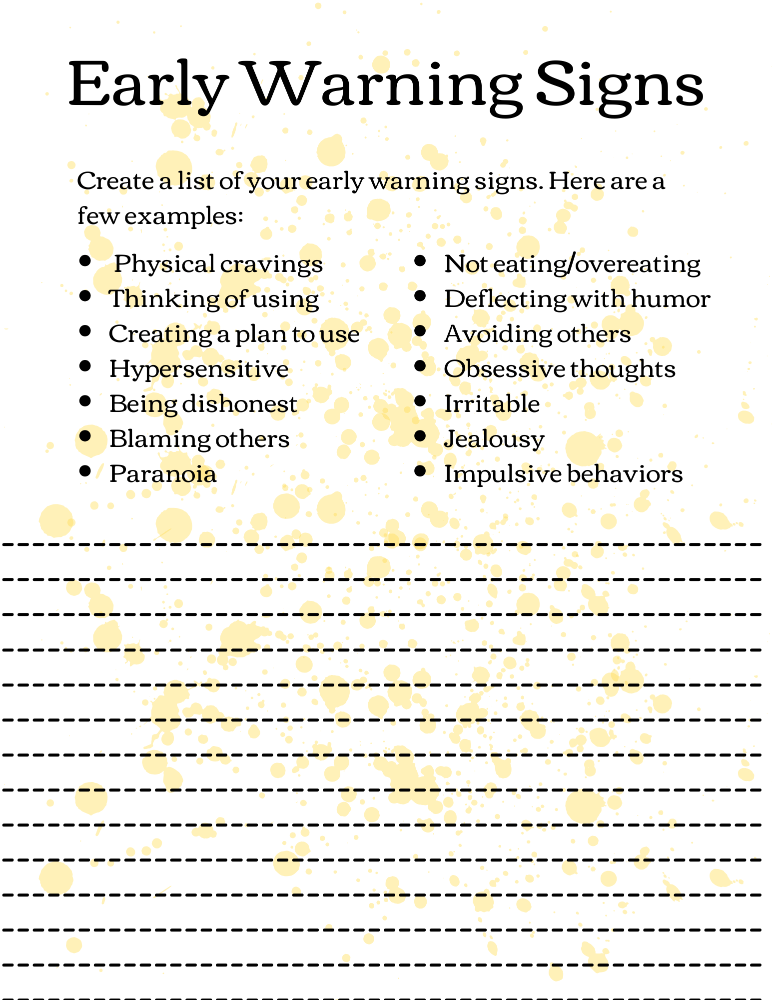 Early Warning Signs
Create a list of your early warning signs. Here are a
few examples:
• Physical cravings
• Thinking of using
• Creating a plan to use
• Hypersensitive
• Being dishonest
• Blaming others
• Paranoia
• Not eating/overeating
• Deflecting with humor
• Avoiding others
• Obsessive thoughts
• Irritable
• Jealousy
• Impulsive behaviors